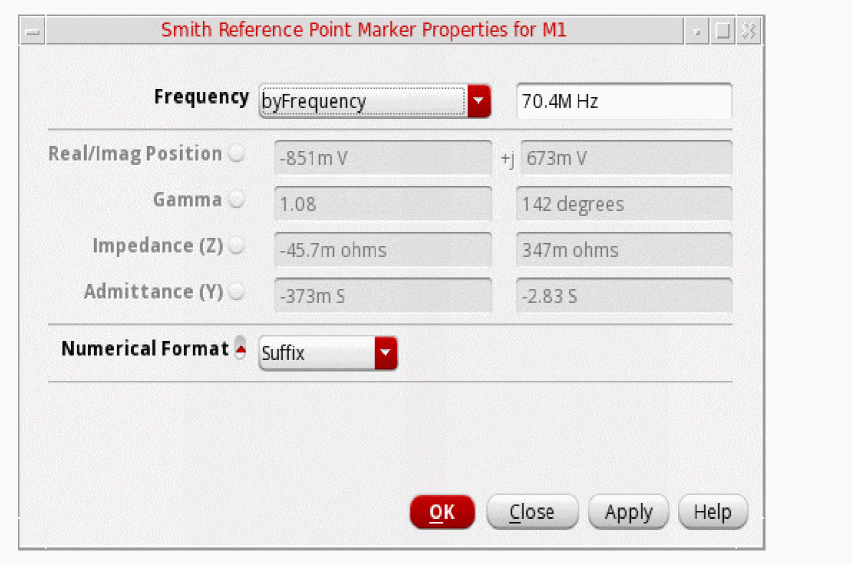 Smith Reference Point Marker Properties for M1
Frequency byFrequency 70.4M Hz
Real/Imag Position -851m V +j 673m V
Gamma 1.08 142 degrees
Impedance (Z) -45.7m ohms 347m ohms
Admittance (Y) -373m S -2.83 S
Numerical Format Suffix
OK Close Apply Help